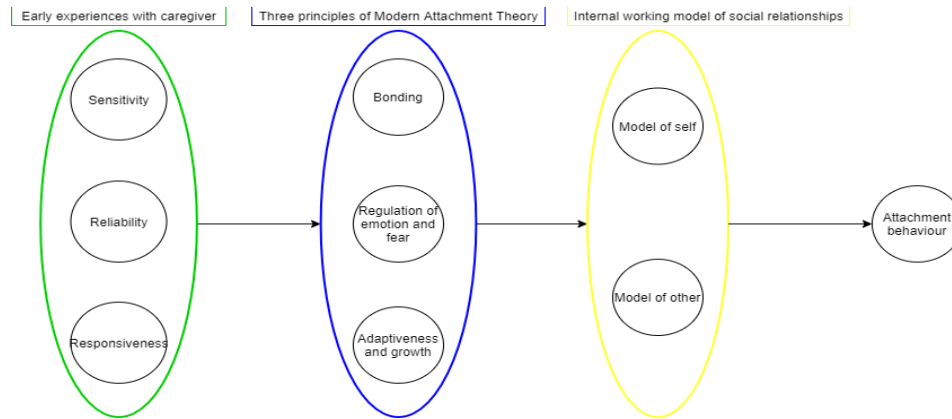 Early experiences with caregiver
Three principles of Modern Attachment Theory
Internal working model of social relationships
Sensitivity
Reliability
Responsiveness
Bonding
Regulation of
emotion and
fear
Adaptiveness
and growth
Model of self
Model of other
Attachment
behaviour